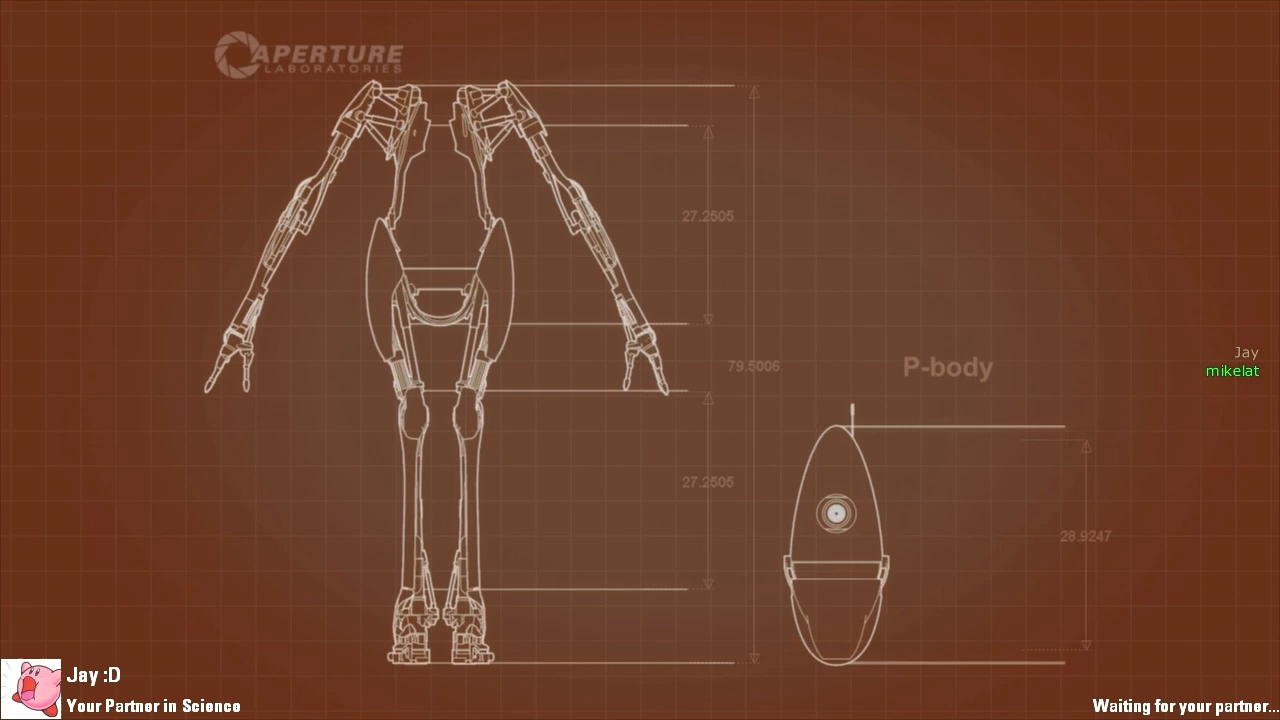 APERTURE
LABORATORIES
27.2505
79.5006
P-body
Jay
mikelat
27.2505
28.9247
Jay :D
Your Partner in Science
Waiting for your partner...